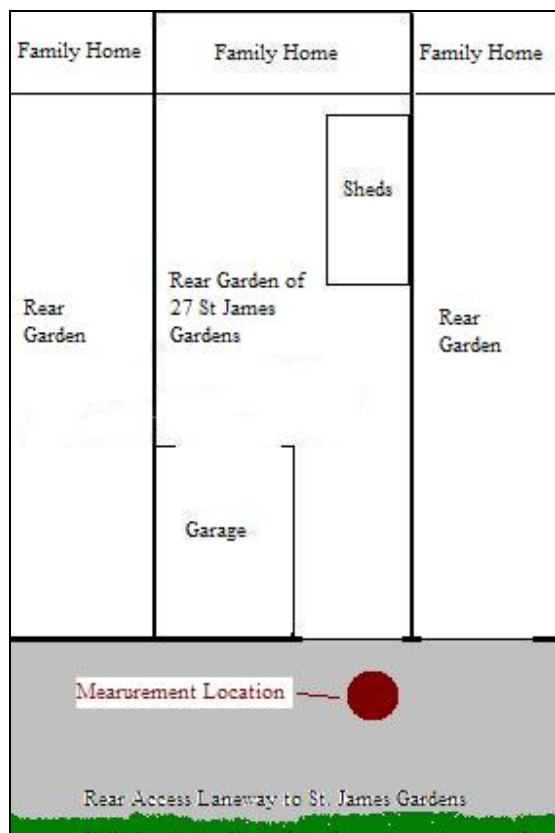 Family Home
Family Home
Family Home
Sheds
Rear Garden of
27 St James
Gardens
Rear
Garden
Rear
Garden
Garage
Mearurement Location
Rear Access Laneway to St. James Gardens